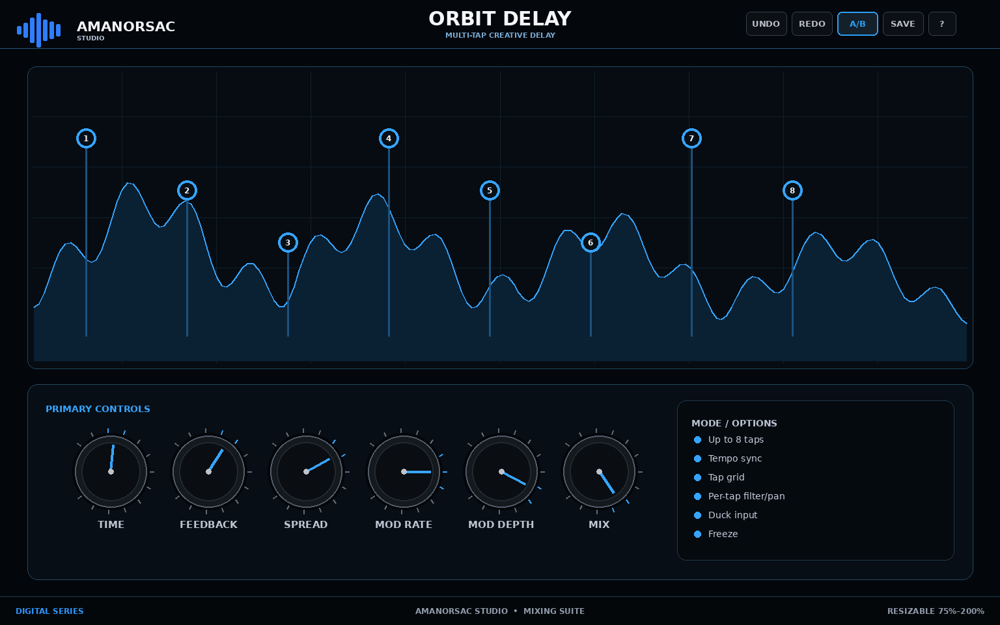 AMANORSAC
STUDIO
ORBIT DELAY
MULTI-TAP CREATIVE DELAY
UNDO
REDO
A/B
SAVE
?
1
2
3
4
5
6
7
8
PRIMARY CONTROLS
TIME
FEEDBACK
SPREAD
MOD RATE
MOD DEPTH
MIX
MODE / OPTIONS
Up to 8 taps
Tempo sync
Tap grid
Per-tap filter/pan
Duck input
Freeze
DIGITAL SERIES
AMANORSAC STUDIO • MIXING SUITE
RESIZABLE 75%–200%